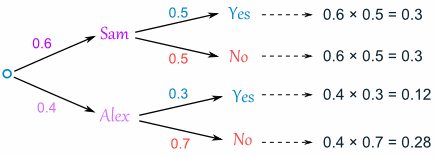 0.5 Yes 0.6 × 0.5 = 0.3
0.6 Sam
0.5 No 0.6 × 0.5 = 0.3
0.3 Yes 0.4 × 0.3 = 0.12
0.4 Alex
0.7 No 0.4 × 0.7 = 0.28